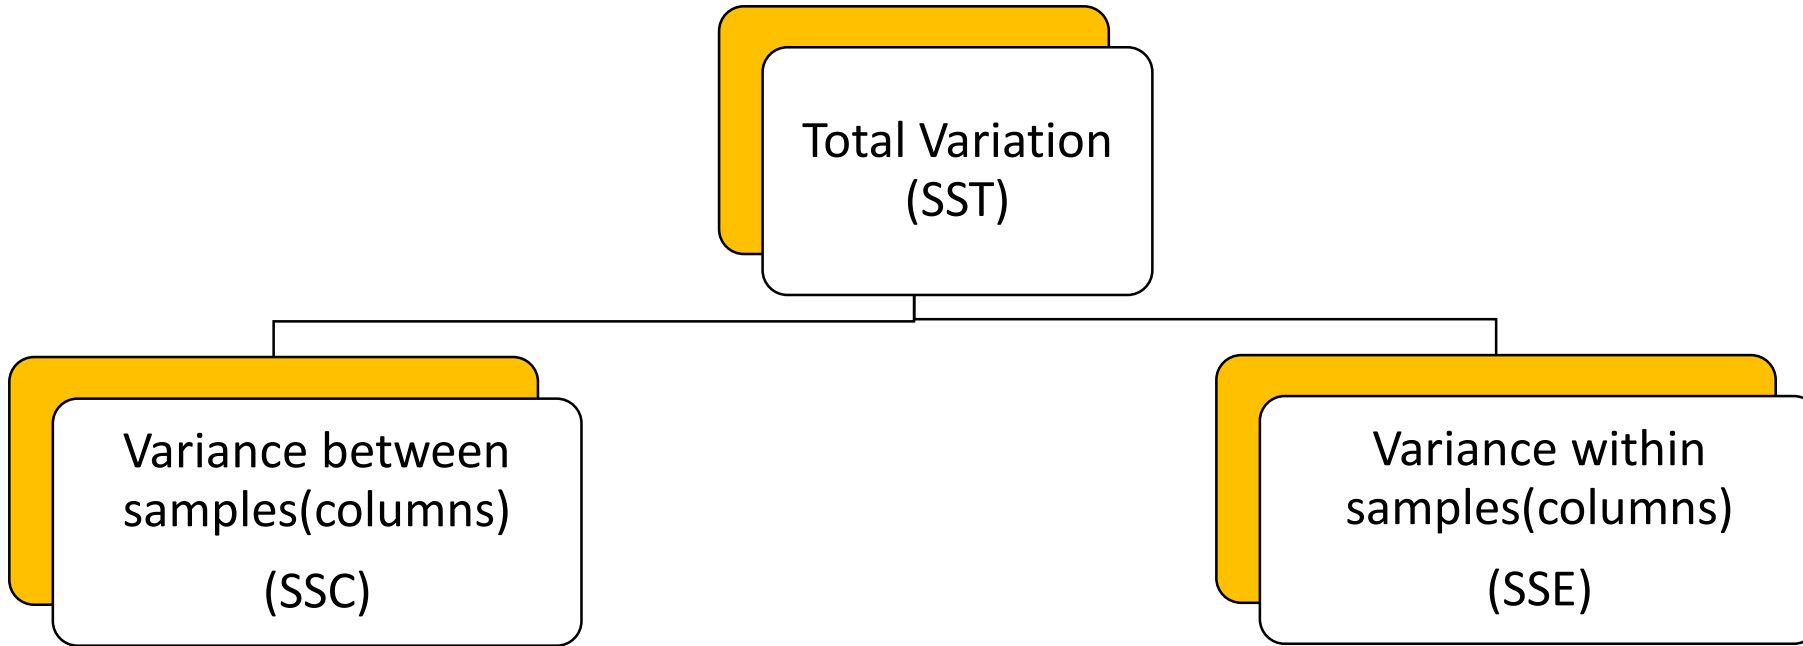 Total Variation
(SST)
Variance between
samples(columns)
(SSC)
Variance within
samples(columns)
(SSE)